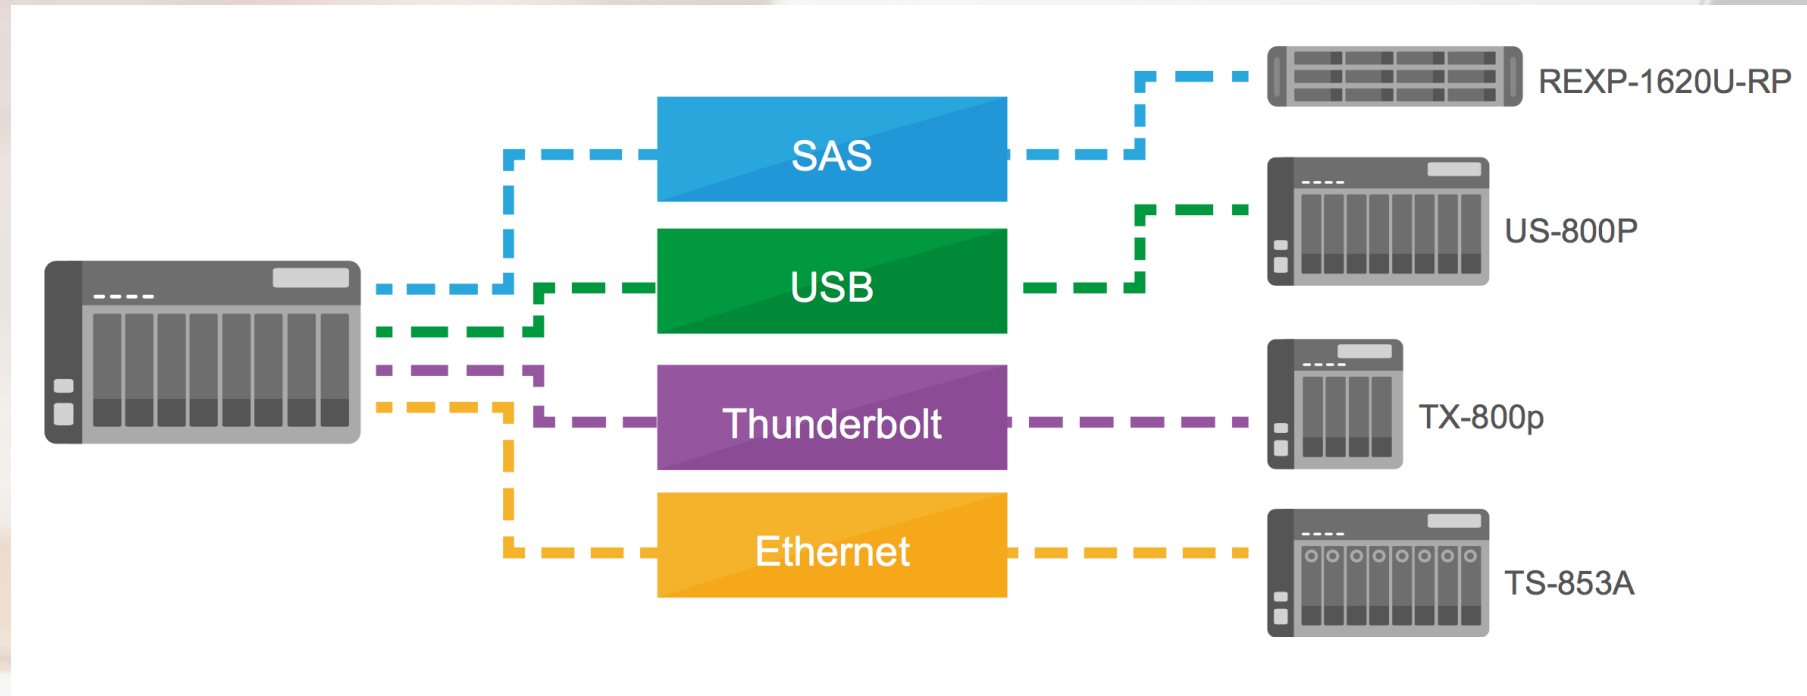 SAS
USB
Thunderbolt
Ethernet
REXP-1620U-RP
US-800P
TX-800p
TS-853A